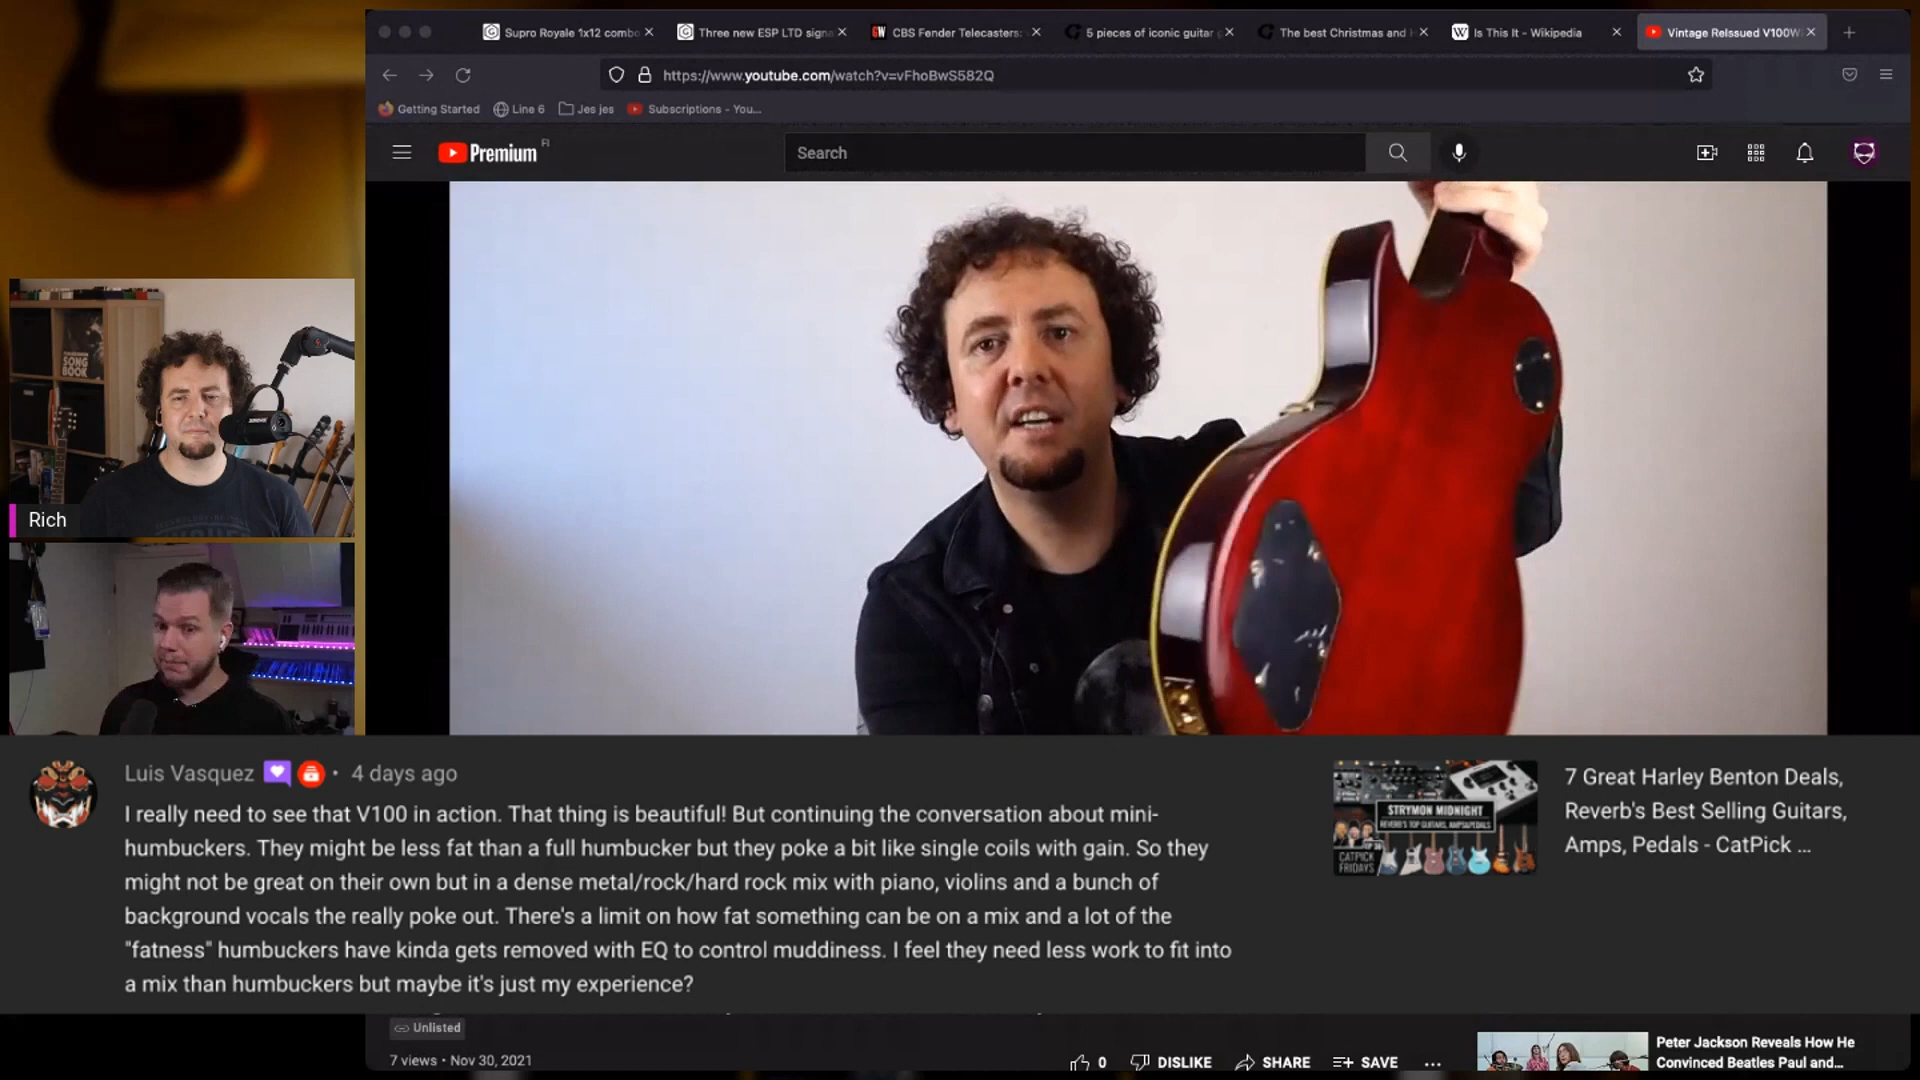 Supro Royale 1x12 combo
Three new ESP LTD signa
CBS Fender Telecasters:
5 pieces of iconic guitar
The best Christmas and
Is This It - Wikipedia
Vintage ReIssued V100W
https://www.youtube.com/watch?v=vFhoBwS582Q
Getting Started
Line 6
Jes jes
Subscriptions - You...
Premium FI
Search
SONG
BOOK
Rich
Luis Vasquez • 4 days ago
I really need to see that V100 in action. That thing is beautiful! But continuing the conversation about mini-
humbuckers. They might be less fat than a full humbucker but they poke a bit like single coils with gain. So they
might not be great on their own but in a dense metal/rock/hard rock mix with piano, violins and a bunch of
background vocals the really poke out. There's a limit on how fat something can be on a mix and a lot of the
"fatness" humbuckers have kinda gets removed with EQ to control muddiness. I feel they need less work to fit into
a mix than humbuckers but maybe it's just my experience?
STRYMON MIDNIGHT
REVERB'S TOP GUITARS, AMPS&PEDALS
CATPICK
FRIDAYS
7 Great Harley Benton Deals,
Reverb's Best Selling Guitars,
Amps, Pedals - CatPick ...
Unlisted
7 views • Nov 30, 2021
0
DISLIKE
SHARE
SAVE
Peter Jackson Reveals How He
Convinced Beatles Paul and...